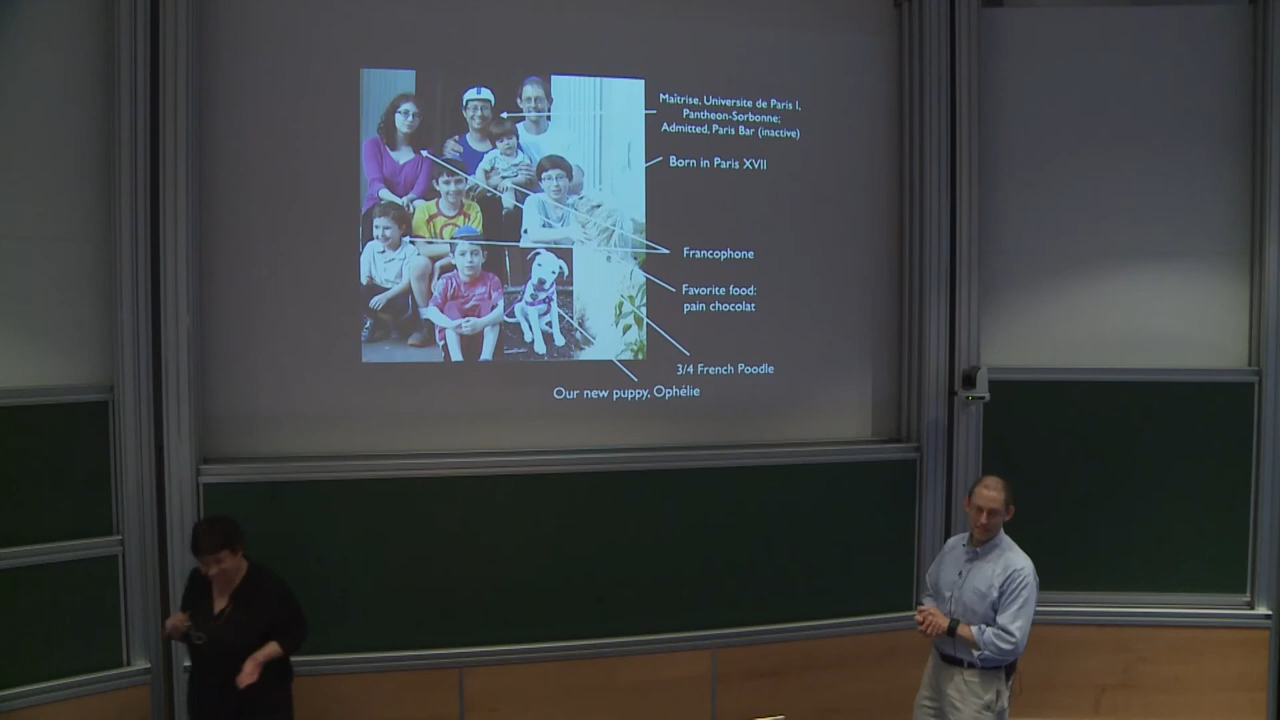 Maîtrise, Universite de Paris I,
Pantheon-Sorbonne;
Admitted, Paris Bar (inactive)
Born in Paris XVII
Francophone
Favorite food:
pain chocolat
3/4 French Poodle
Our new puppy, Ophélie